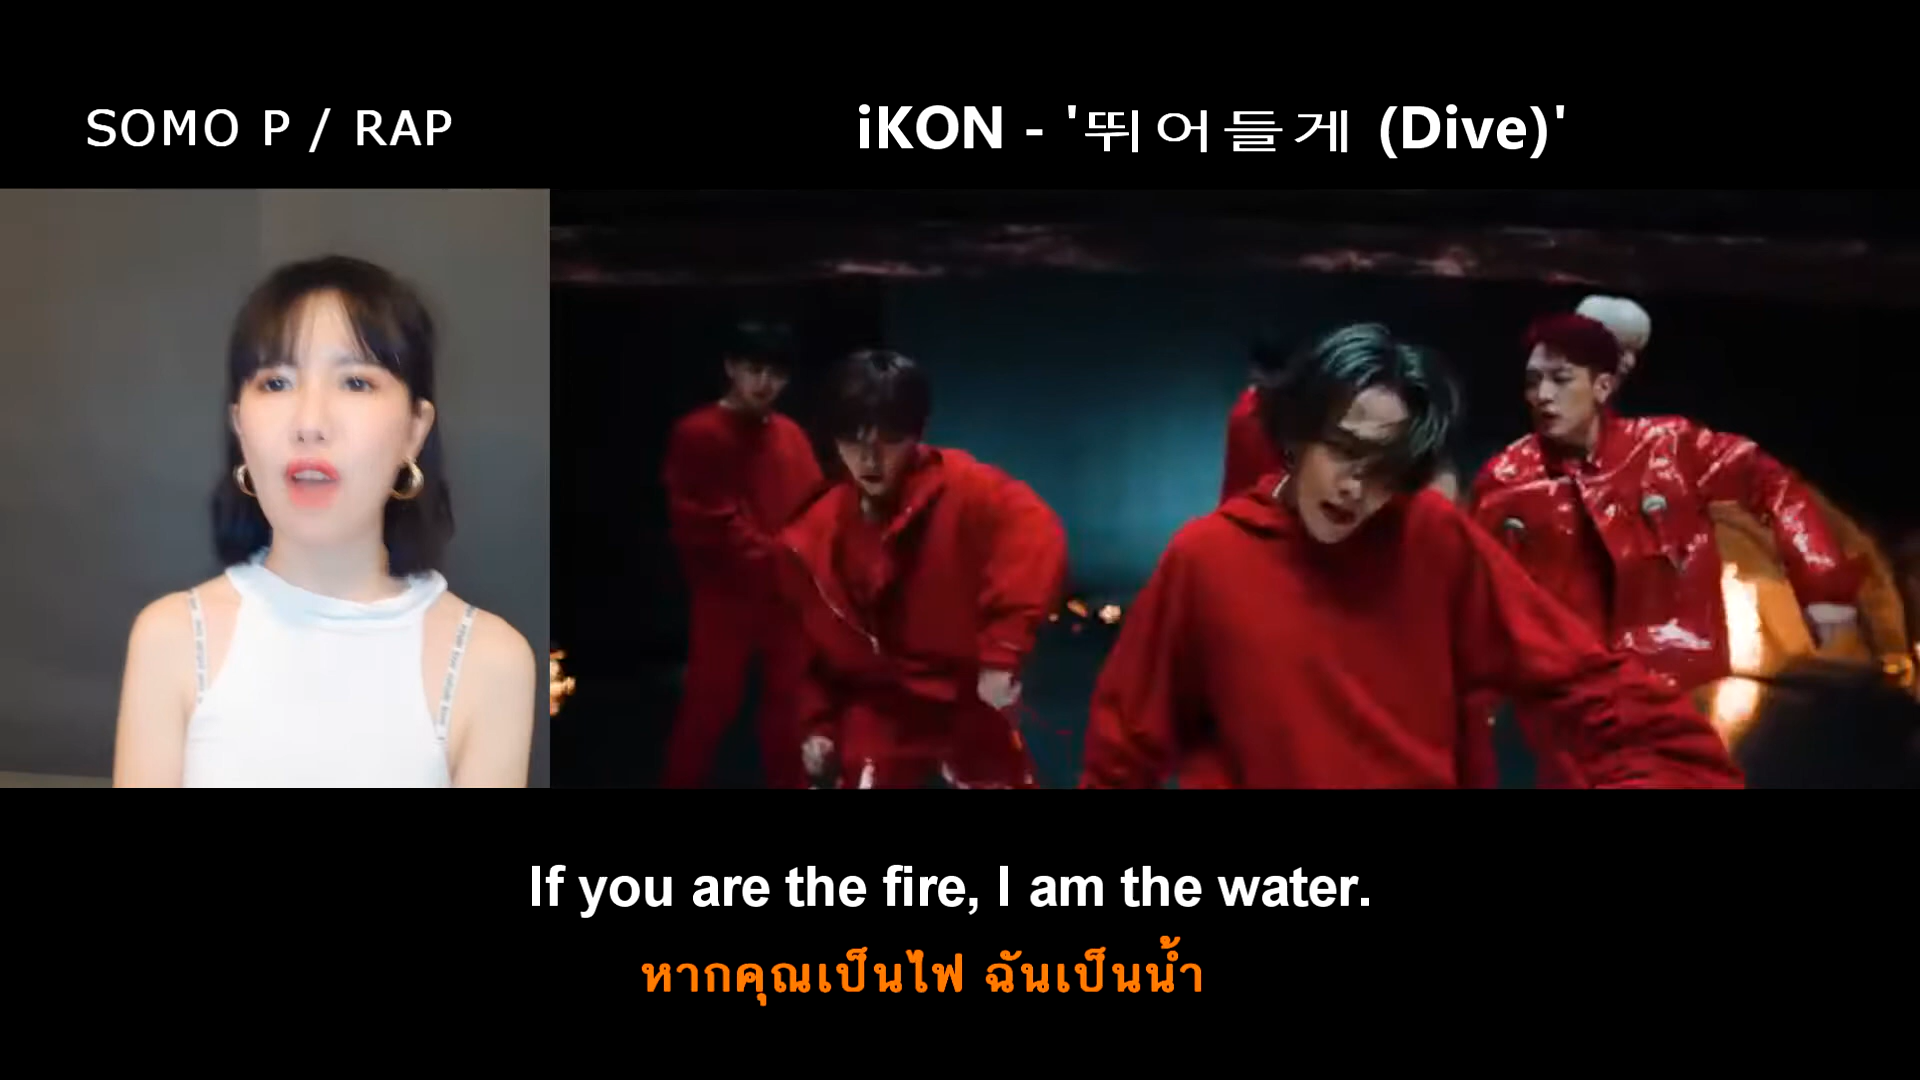 SOMO P / RAP
iKON - '뛰어들게 (Dive)'
If you are the fire, I am the water.
หากคุณเป็นไฟ ฉันเป็นน้ำ